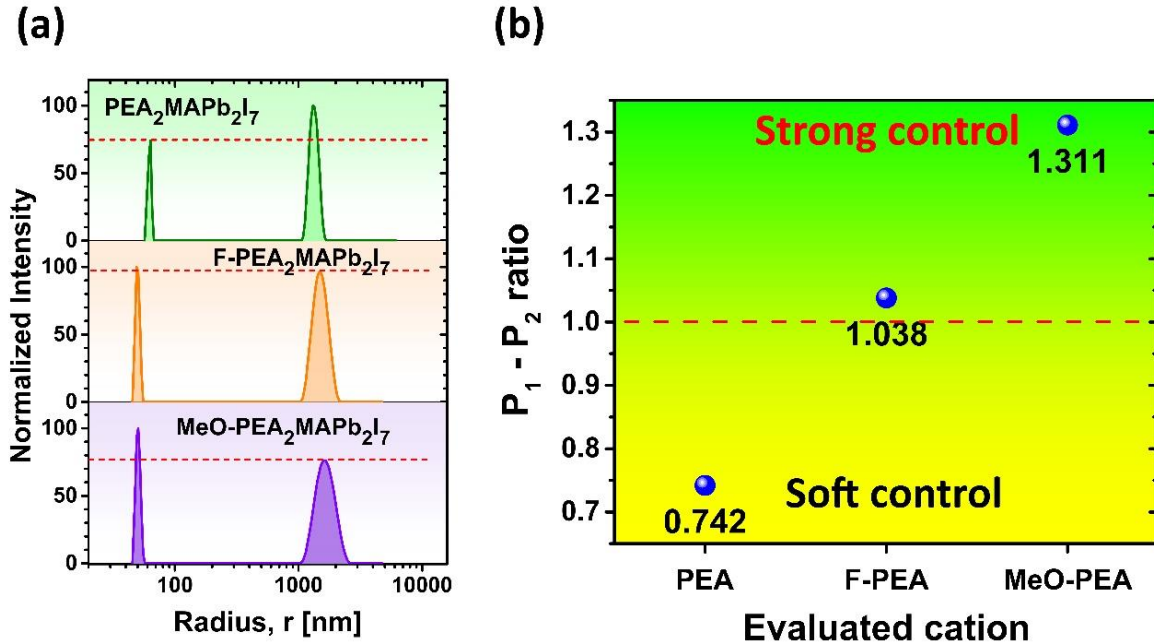 (a)
PEA₂MAPb₂I₇
100
50
0
F-PEA₂MAPb₂I₇
100
50
0
MeO-PEA₂MAPb₂I₇
100
50
0
Normalized Intensity
100
1000
10000
Radius, r [nm]
(b)
Strong control
1.311
1.038
Soft control
0.742
1.3
1.2
1.1
1.0
0.9
0.8
0.7
P₁ - P₂ ratio
PEA
F-PEA
MeO-PEA
Evaluated cation